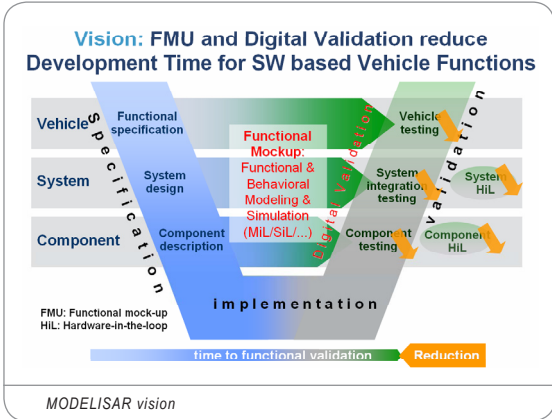 Vision: FMU and Digital Validation reduce
Development Time for SW based Vehicle Functions
Vehicle
System
Component
Specification
Functional
specification
System
design
Component
description
Functional
Mockup:
Functional &
Behavioral
Modeling &
Simulation
(MiL/SiL/...)
Digital Validation
Vehicle
testing
System
integration
testing
Component
testing
validation
System
HiL
Component
HiL
implementation
FMU: Functional mock-up
HiL: Hardware-in-the-loop
time to functional validation
Reduction
MODELISAR vision